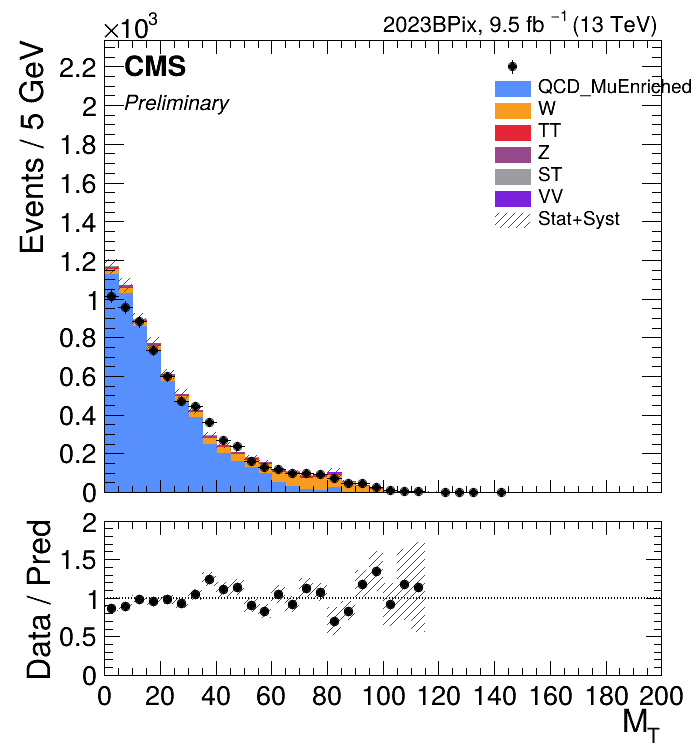 ×10³ 2023BPix, 9.5 fb⁻¹ (13 TeV)
CMS
Preliminary
QCD_MuEnriched
W
TT
Z
ST
VV
Stat+Syst
Events / 5 GeV
2.2
2
1.8
1.6
1.4
1.2
1
0.8
0.6
0.4
0.2
0
Data / Pred
2
1.5
1
0.5
0
0 20 40 60 80 100 120 140 160 180 200
M_T